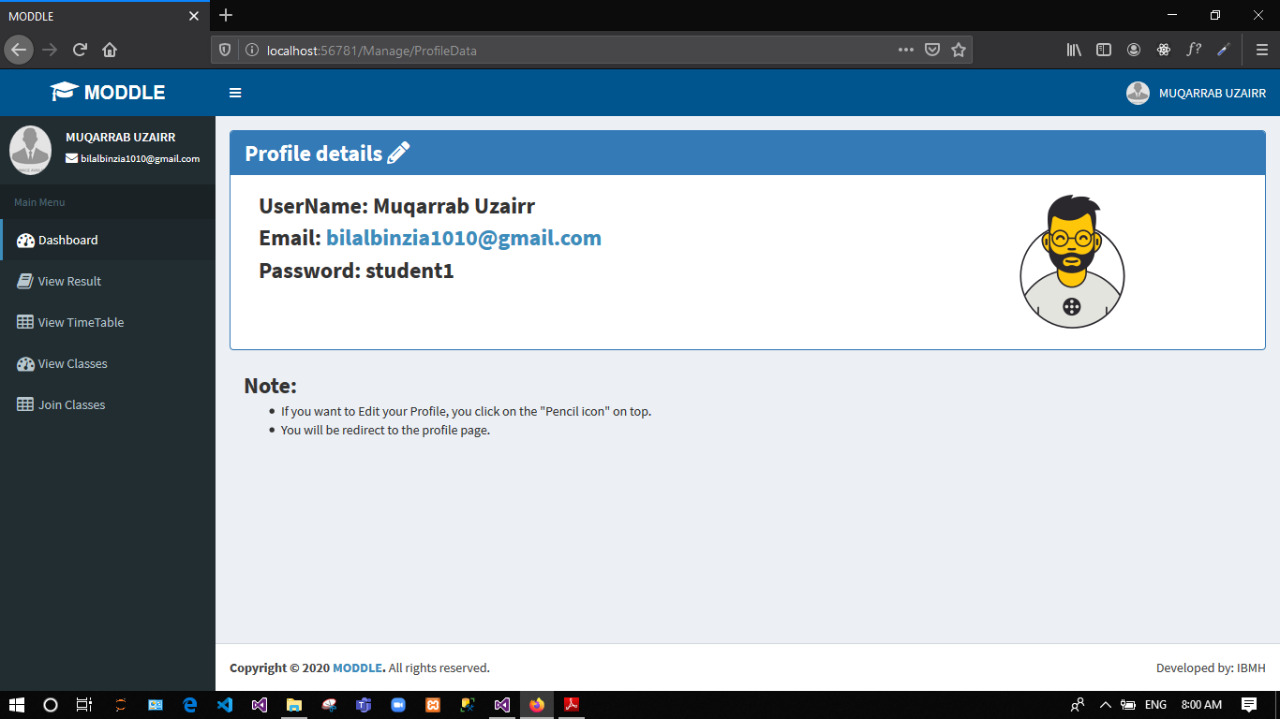 MODDLE
localhost:56781/Manage/ProfileData
MODDLE
MUQARRAB UZAIRR
MUQARRAB UZAIRR
bilalbinzia1010@gmail.com
Main Menu
Dashboard
View Result
View TimeTable
View Classes
Join Classes
Profile details
UserName: Muqarrab Uzairr
Email: bilalbinzia1010@gmail.com
Password: student1
Note:
If you want to Edit your Profile, you click on the "Pencil icon" on top.
You will be redirect to the profile page.
Copyright © 2020 MODDLE. All rights reserved.
Developed by: IBMH
ENG
8:00 AM